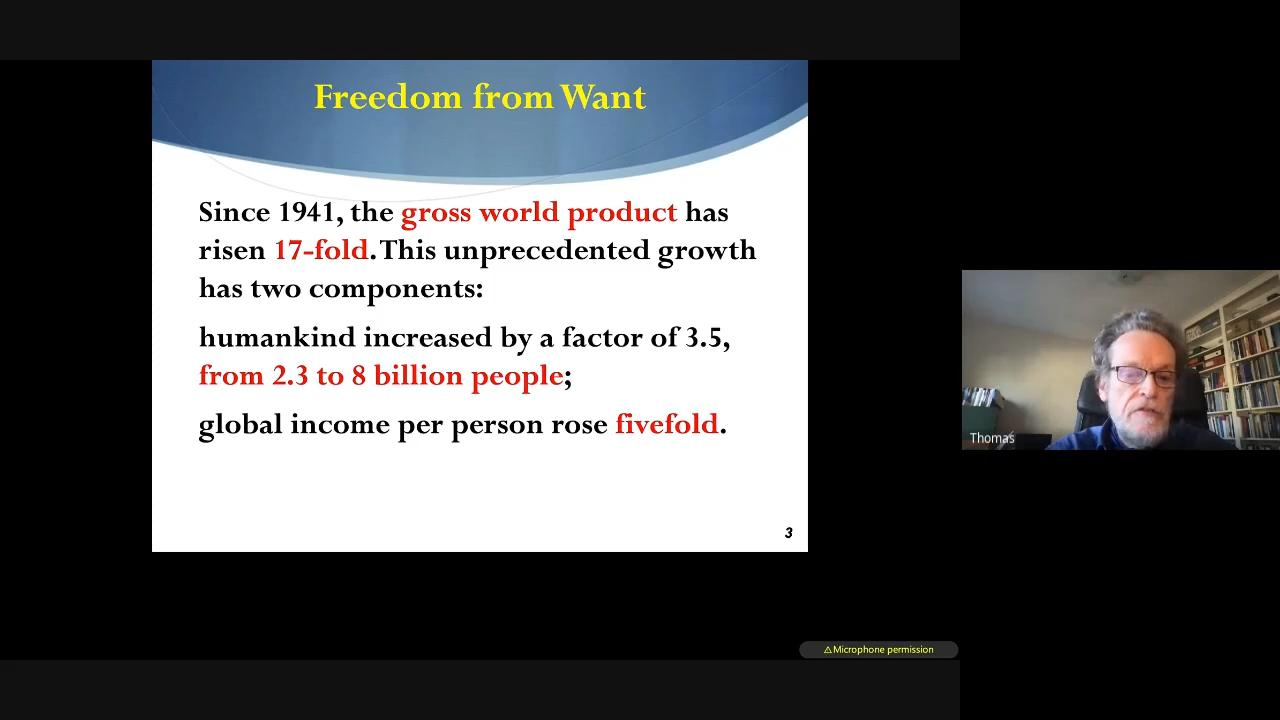 Freedom from Want
Since 1941, the gross world product has
risen 17-fold. This unprecedented growth
has two components:
humankind increased by a factor of 3.5,
from 2.3 to 8 billion people;
global income per person rose fivefold.
3
Thomas
⚠Microphone permission